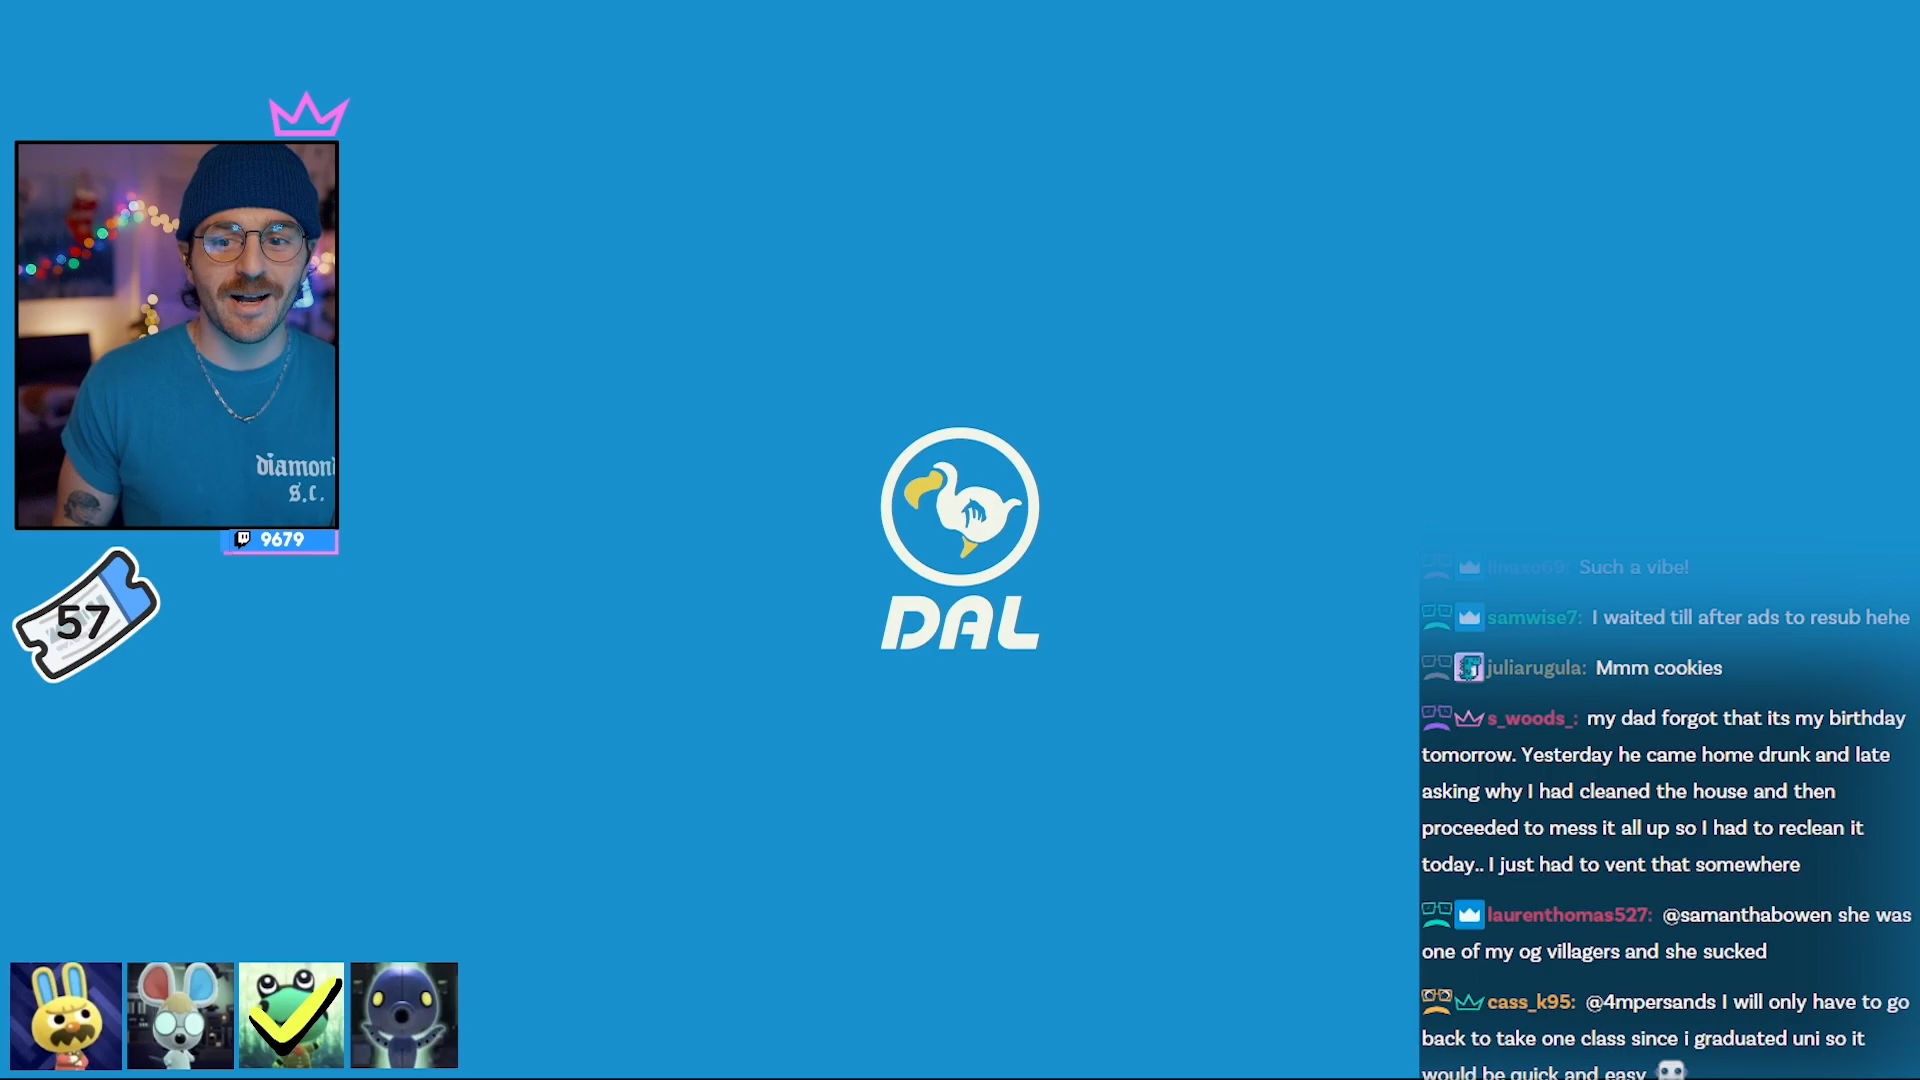 diamon
s.c.
9679
57
DAL
linaxo69: Such a vibe!
samwise7: I waited till after ads to resub hehe
juliarugula: Mmm cookies
s_woods_: my dad forgot that its my birthday
tomorrow. Yesterday he came home drunk and late
asking why I had cleaned the house and then
proceeded to mess it all up so I had to reclean it
today.. I just had to vent that somewhere
laurenthomas527: @samanthabowen she was
one of my og villagers and she sucked
cass_k95: @4mpersands I will only have to go
back to take one class since i graduated uni so it
would be quick and easy